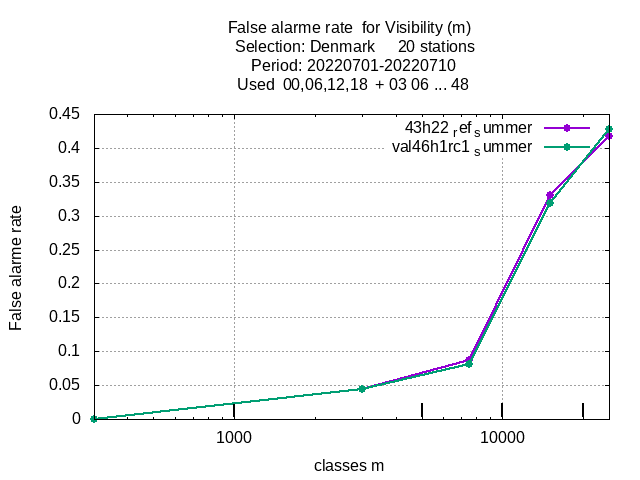 False alarme rate  for Visibility (m)
Selection: Denmark     20 stations
Period: 20220701-20220710
Used  00,06,12,18  + 03 06 ... 48
43h22 ref summer
val46h1rc1 summer
False alarme rate
0.45
0.4
0.35
0.3
0.25
0.2
0.15
0.1
0.05
0
1000
10000
classes m